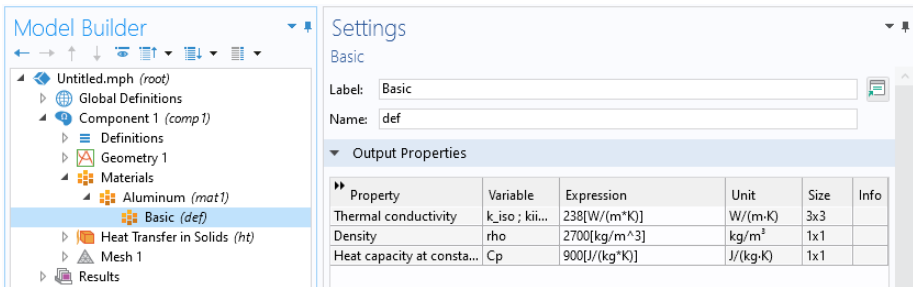 Model Builder
Untitled.mph (root)
Global Definitions
Component 1 (comp1)
Definitions
Geometry 1
Materials
Aluminum (mat1)
Basic (def)
Heat Transfer in Solids (ht)
Mesh 1
Results
Settings
Basic
Label: Basic
Name: def
Output Properties
Property Variable Expression Unit Size Info
Thermal conductivity k_iso ; kii... 238[W/(m*K)] W/(m·K) 3x3
Density rho 2700[kg/m^3] kg/m³ 1x1
Heat capacity at consta... Cp 900[J/(kg*K)] J/(kg·K) 1x1